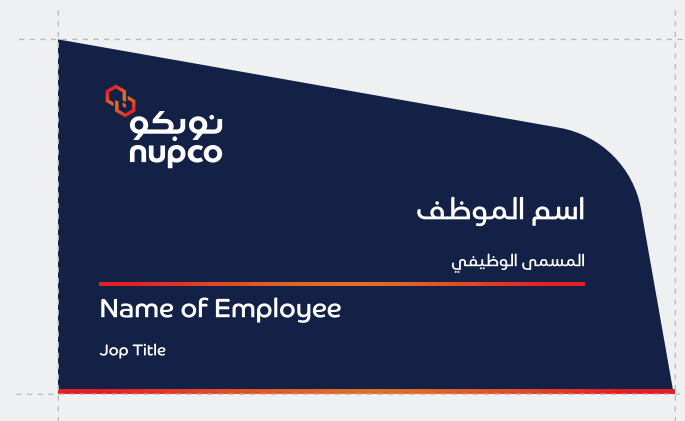 نوبكو
nupco
اسم الموظف
المسمى الوظيفي
Name of Employee
Jop Title